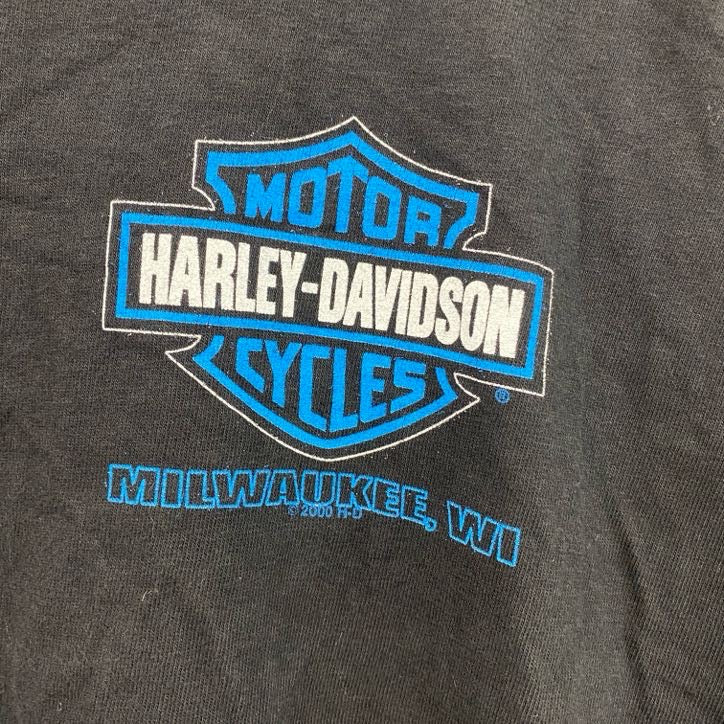 MOTOR
HARLEY-DAVIDSON
CYCLES
®
MILWAUKEE, WI
© 2000 H-D